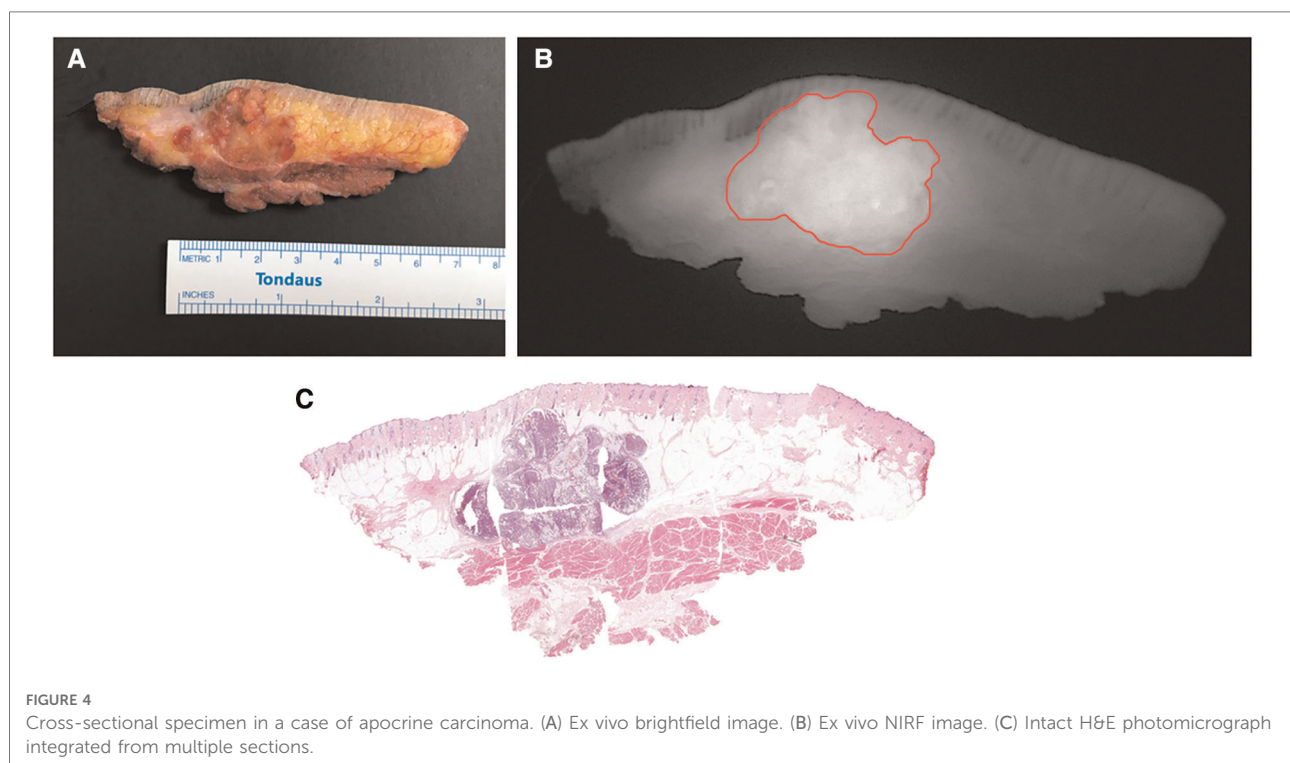 A
B
METRIC 1 2 3 4 5 6 7 8
Tondaus
INCHES 1 2 3
C
FIGURE 4
Cross-sectional specimen in a case of apocrine carcinoma. (A) Ex vivo brightfield image. (B) Ex vivo NIRF image. (C) Intact H&E photomicrograph
integrated from multiple sections.